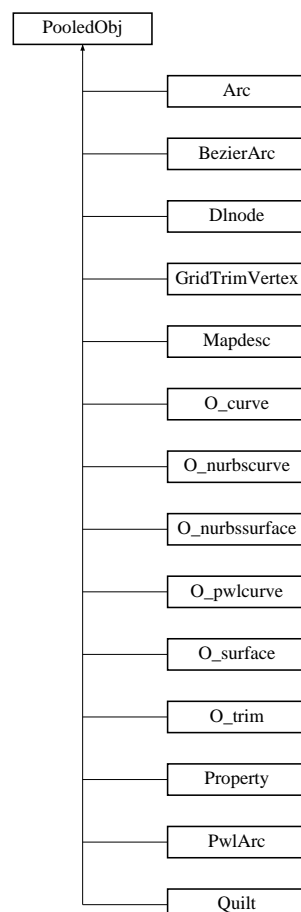 PooledObj
Arc
BezierArc
Dlnode
GridTrimVertex
Mapdesc
O_curve
O_nurbscurve
O_nurbssurface
O_pwlcurve
O_surface
O_trim
Property
PwlArc
Quilt